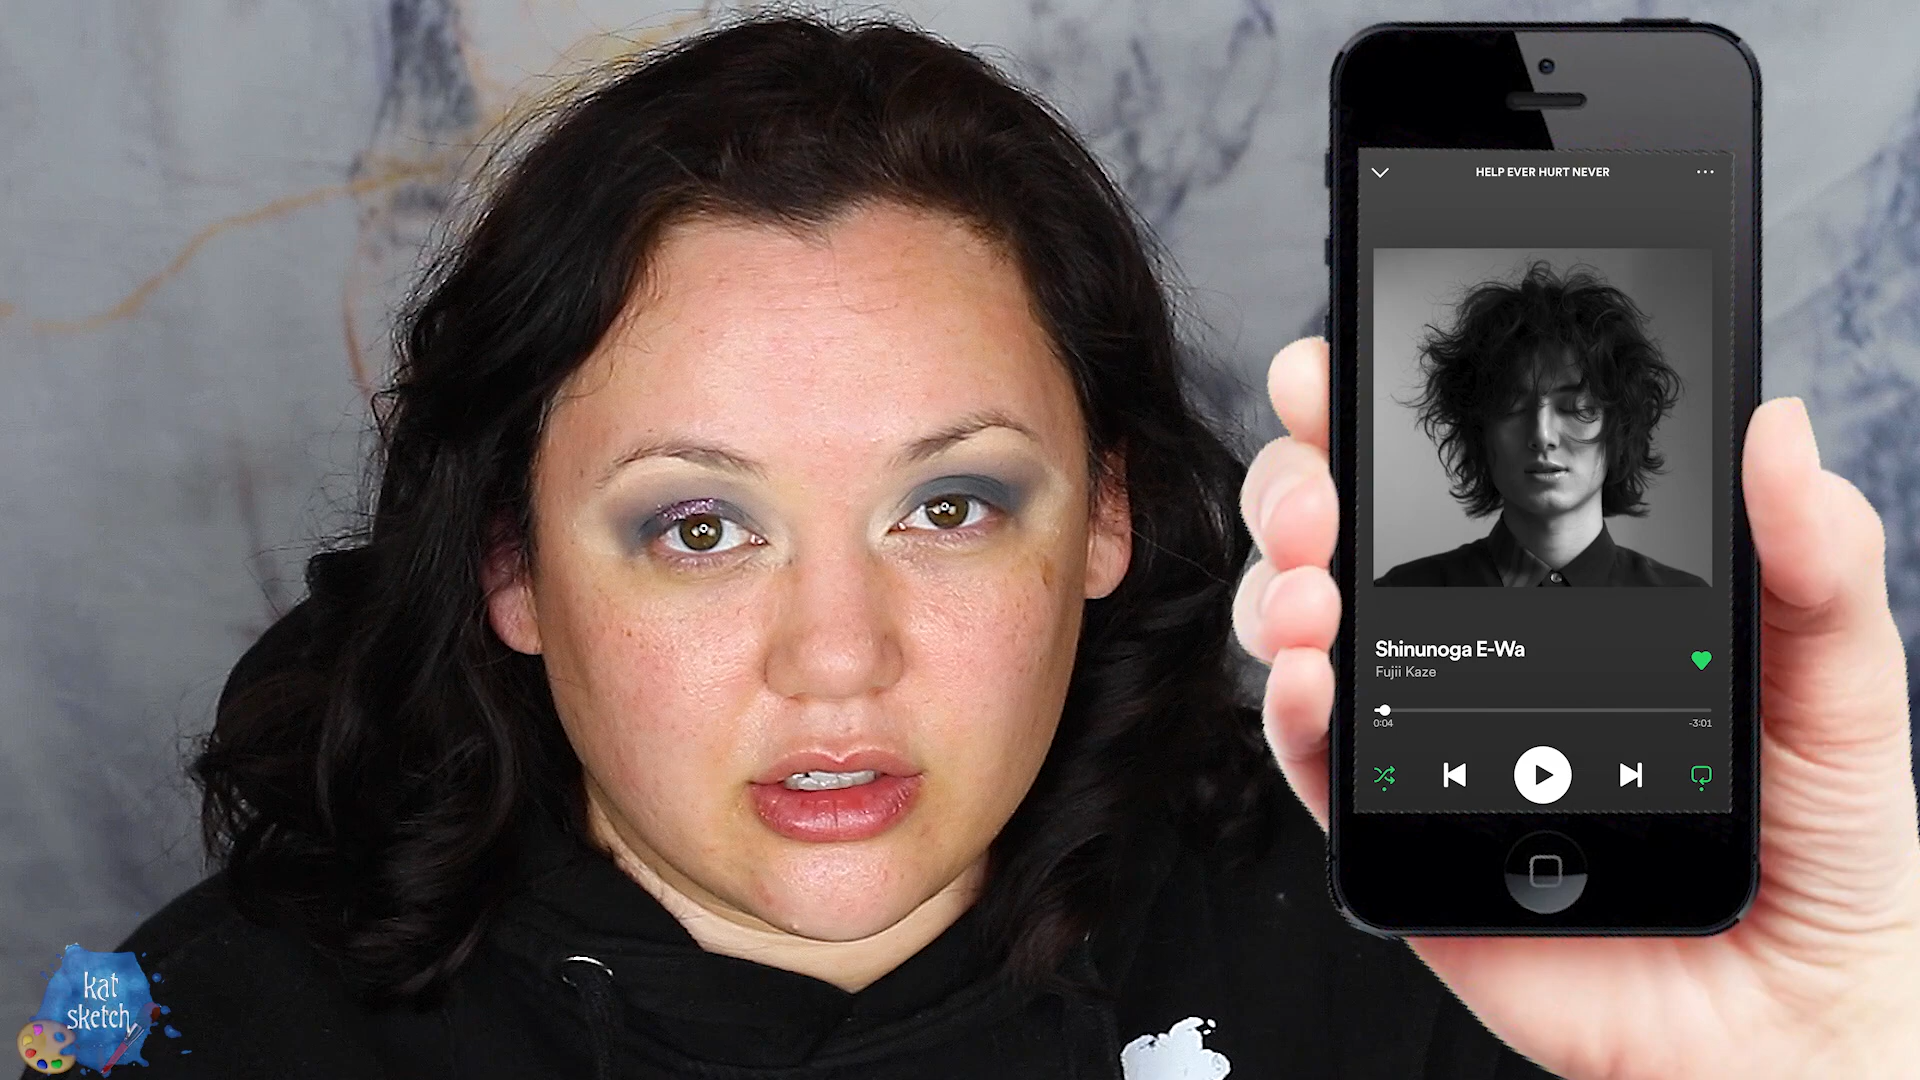 HELP EVER HURT NEVER
Shinunoga E-Wa
Fujii Kaze
0:04
-3:01
kat
sketch